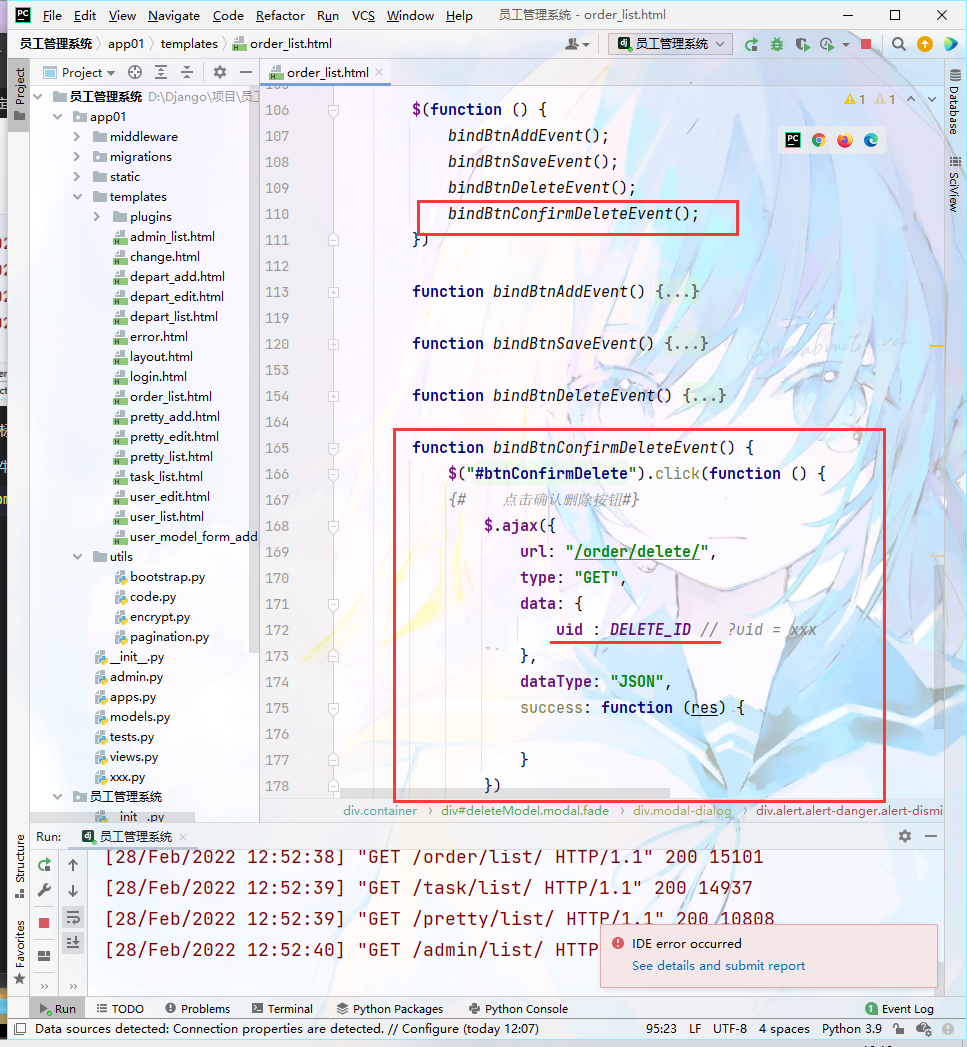 File Edit View Navigate Code Refactor Run VCS Window Help 员工管理系统 - order_list.html
员工管理系统 app01 templates order_list.html 员工管理系统
Project order_list.html
Project
员工管理系统 D:\Django\项目\员工
app01
middleware
migrations
static
templates
plugins
admin_list.html
change.html
depart_add.html
depart_edit.html
depart_list.html
error.html
layout.html
login.html
order_list.html
pretty_add.html
pretty_edit.html
pretty_list.html
task_list.html
user_edit.html
user_list.html
user_model_form_add
utils
bootstrap.py
code.py
encrypt.py
pagination.py
__init__.py
admin.py
apps.py
models.py
tests.py
views.py
xxx.py
员工管理系统
__init__.py
1 1
106 $(function () {
107 bindBtnAddEvent();
108 bindBtnSaveEvent();
109 bindBtnDeleteEvent();
110 bindBtnConfirmDeleteEvent();
111 })
112
113 function bindBtnAddEvent() {...}
119
120 function bindBtnSaveEvent() {...}
153
154 function bindBtnDeleteEvent() {...}
164
165 function bindBtnConfirmDeleteEvent() {
166 $("#btnConfirmDelete").click(function () {
167 {# 点击确认删除按钮#}
168 $.ajax({
169 url: "/order/delete/",
170 type: "GET",
171 data: {
172 uid : DELETE_ID // ?uid = xxx
173 },
174 dataType: "JSON",
175 success: function (res) {
176
177 }
178 })
div.container div#deleteModel.modal.fade div.modal-dialog div.alert.alert-danger.alert-dismi
Database
SciView
Structure
Favorites
Run: 员工管理系统
[28/Feb/2022 12:52:38] "GET /order/list/ HTTP/1.1" 200 15101
[28/Feb/2022 12:52:39] "GET /task/list/ HTTP/1.1" 200 14937
[28/Feb/2022 12:52:39] "GET /pretty/list/ HTTP/1.1" 200 10808
[28/Feb/2022 12:52:40] "GET /admin/list/ HTTP
IDE error occurred
See details and submit report
Run TODO Problems Terminal Python Packages Python Console 1 Event Log
Data sources detected: Connection properties are detected. // Configure (today 12:07) 95:23 LF UTF-8 4 spaces Python 3.9